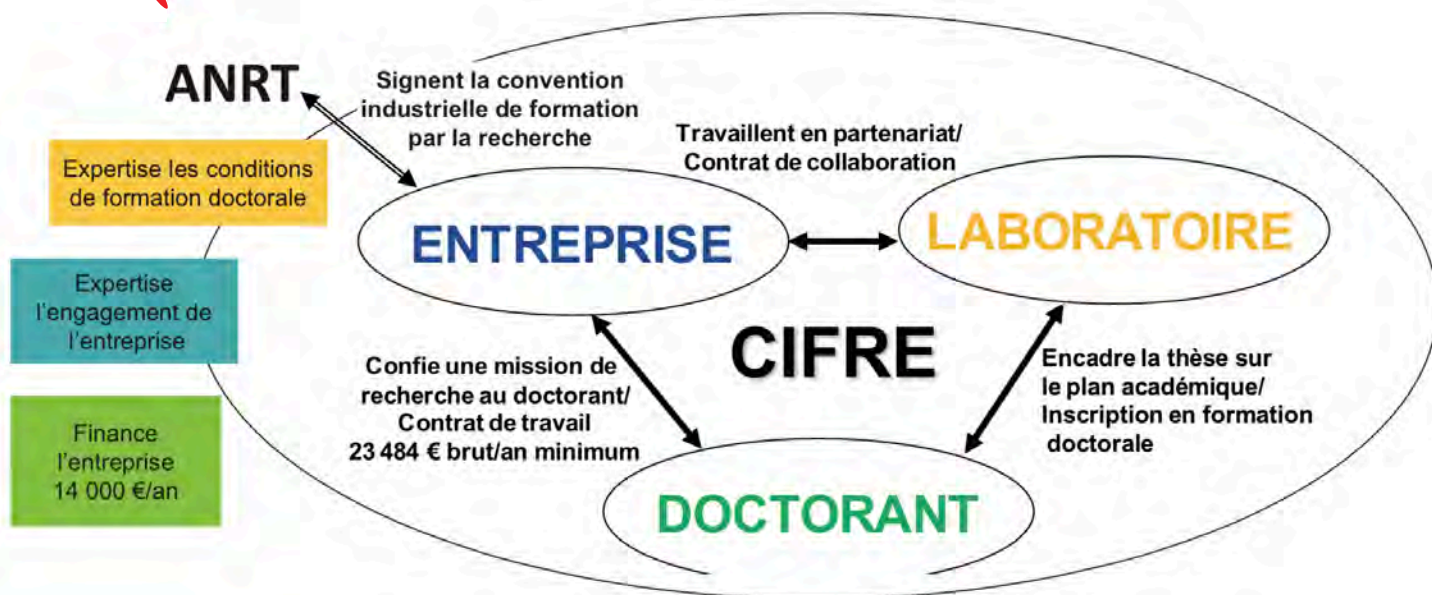 ANRT
Signent la convention
industrielle de formation
par la recherche
Expertise les conditions
de formation doctorale
Expertise
l'engagement de
l'entreprise
Finance
l'entreprise
14 000 €/an
Travaillent en partenariat/
Contrat de collaboration
ENTREPRISE
LABORATOIRE
CIFRE
Confie une mission de
recherche au doctorant/
Contrat de travail
23 484 € brut/an minimum
Encadre la thèse sur
le plan académique/
Inscription en formation
doctorale
DOCTORANT